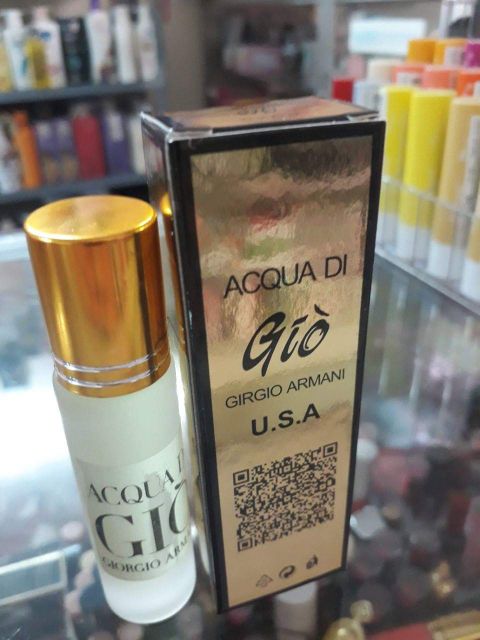 ACQUA DI
Giò
GIRGIO ARMANI
U.S.A
ACQUA DI
GIO
GIORGIO ARMA